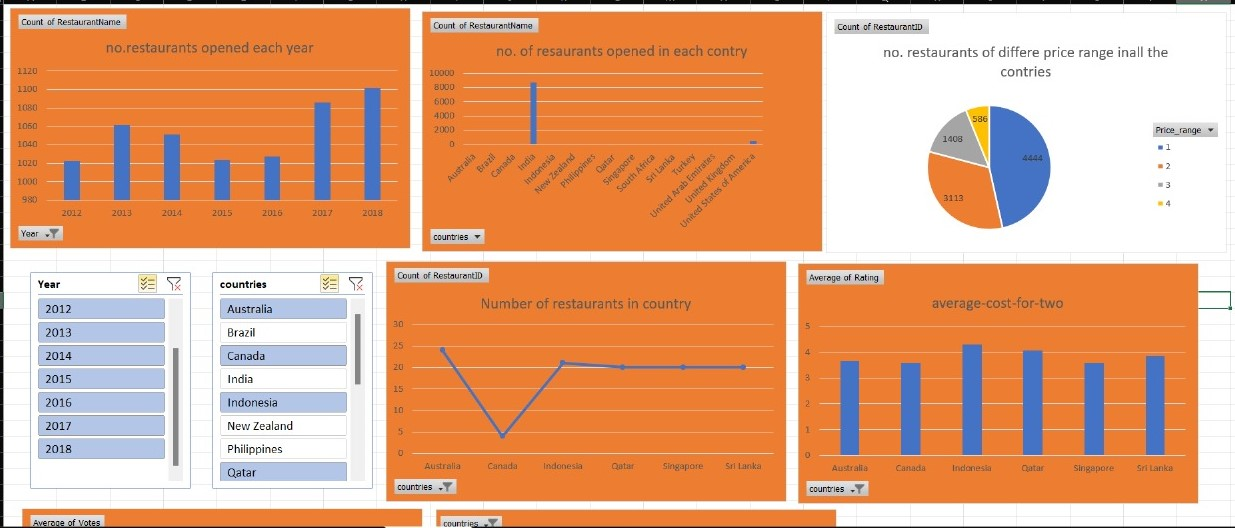 Count of RestaurantName
no.restaurants opened each year
1120
1100
1080
1060
1040
1020
1000
980
2012 2013 2014 2015 2016 2017 2018
Year
Count of RestaurantName
no. of resaurants opened in each contry
10000
8000
6000
4000
2000
0
Australia
Brazil
Canada
India
Indonesia
New Zealand
Philippines
Qatar
Singapore
South Africa
Sri Lanka
Turkey
United Arab Emirates
United Kingdom
United States of America
countries
Count of RestaurantID
no. restaurants of differe price range inall the
contries
586
1408
4444
3113
Price_range
1
2
3
4
Year
2012
2013
2014
2015
2016
2017
2018
countries
Australia
Brazil
Canada
India
Indonesia
New Zealand
Philippines
Qatar
Count of RestaurantID
Number of restaurants in country
30
25
20
15
10
5
0
Australia Canada Indonesia Qatar Singapore Sri Lanka
countries
Average of Rating
average-cost-for-two
5
4
3
2
1
0
Australia Canada Indonesia Qatar Singapore Sri Lanka
countries
Average of Votes
countries